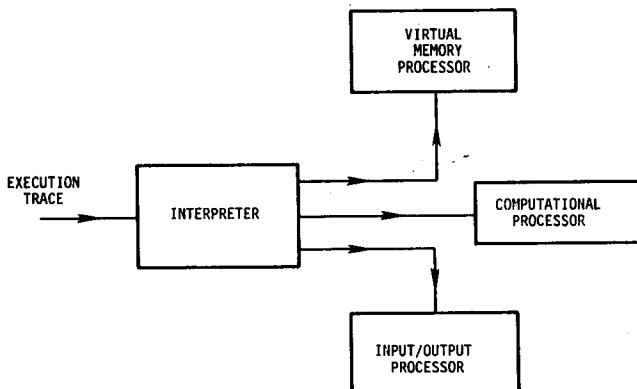 VIRTUAL
MEMORY
PROCESSOR
EXECUTION
TRACE
INTERPRETER
COMPUTATIONAL
PROCESSOR
INPUT/OUTPUT
PROCESSOR